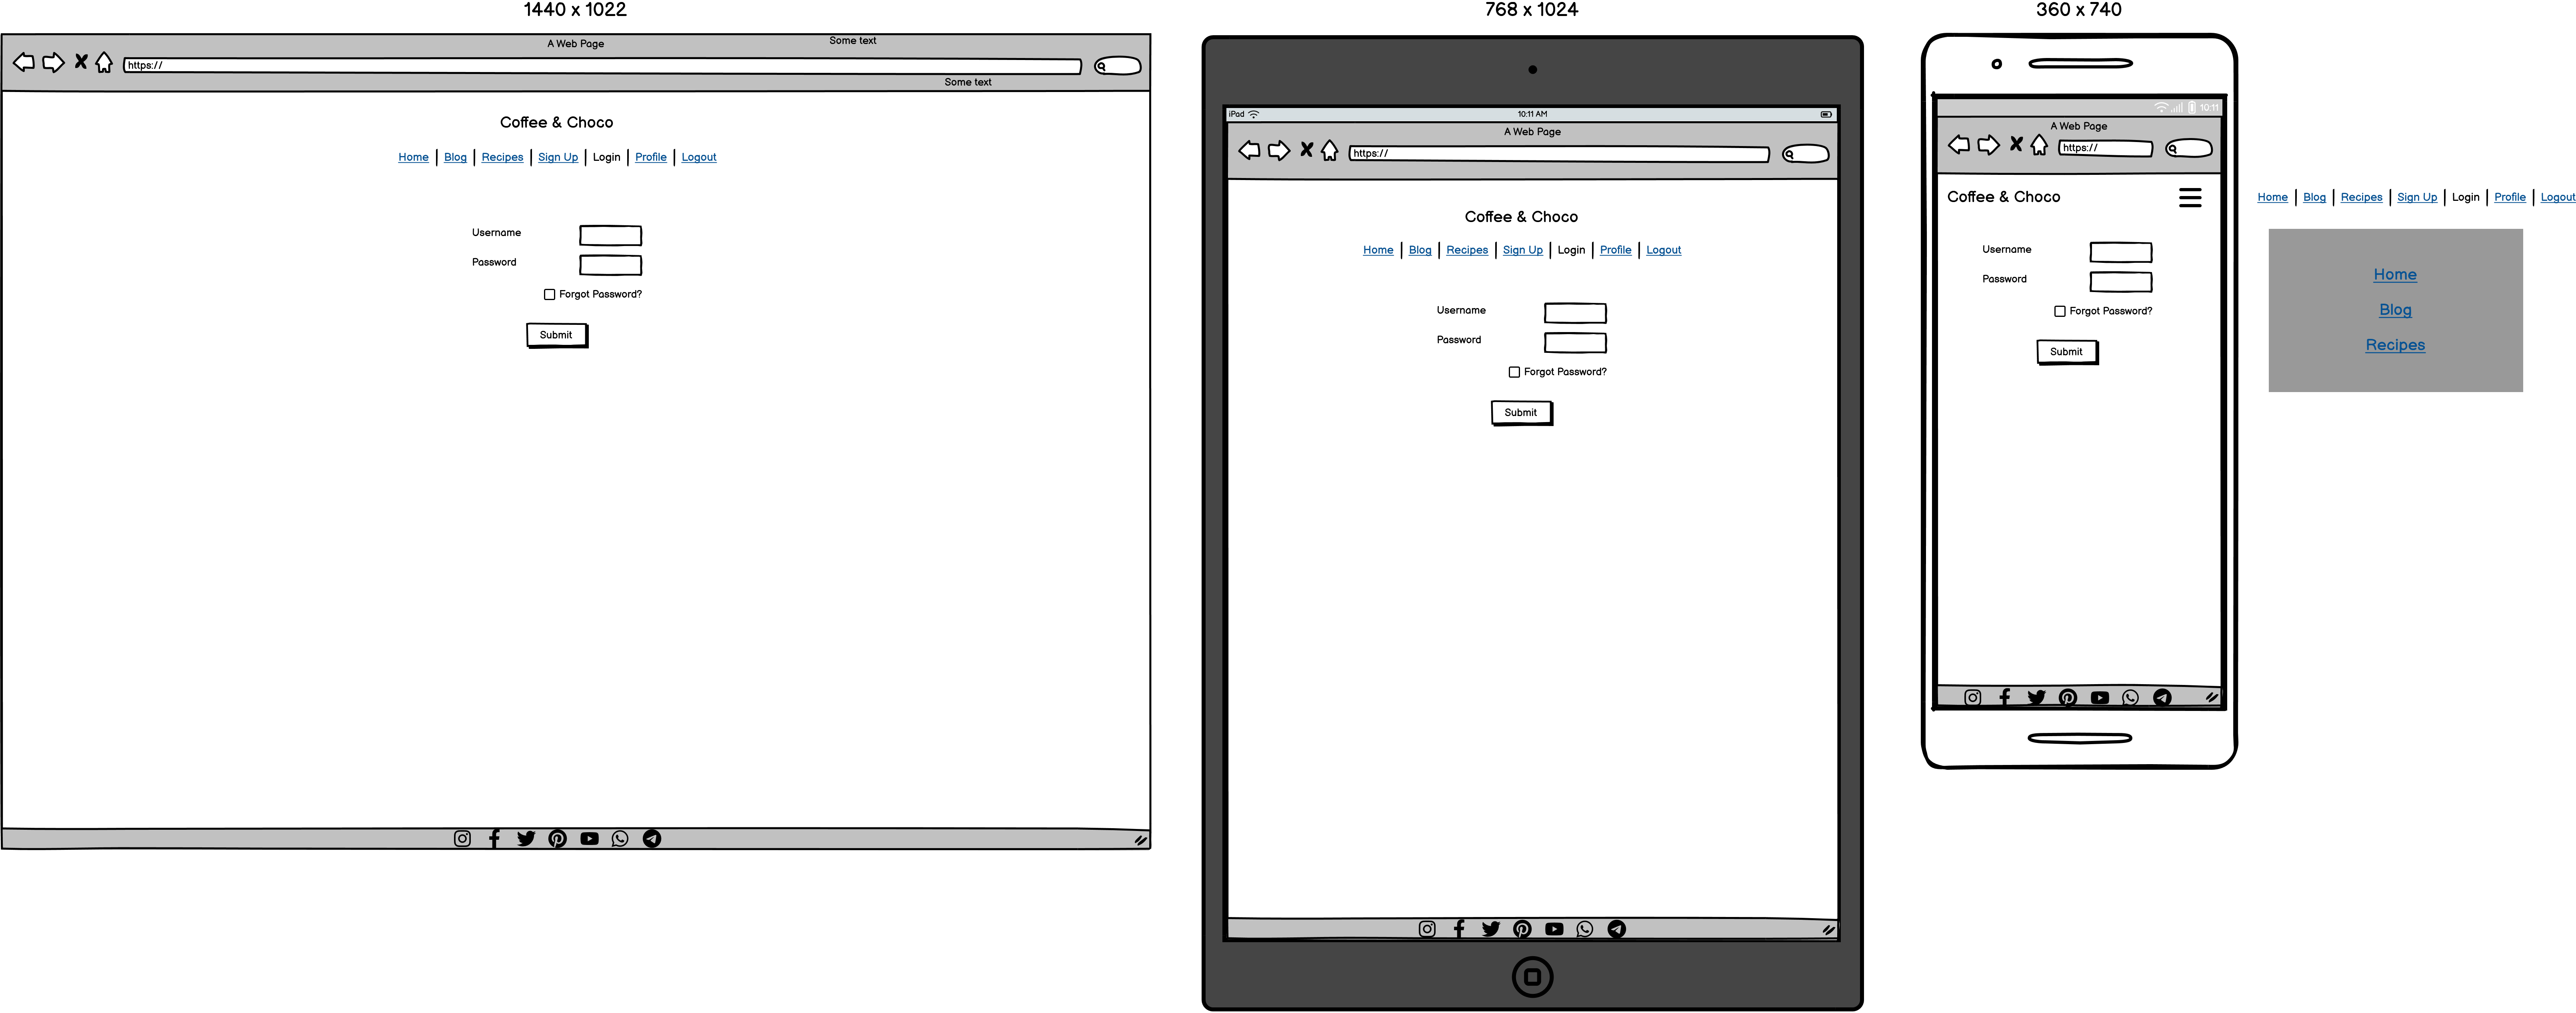 1440 x 1022
A Web Page
Some text
https://
Some text
Coffee & Choco
Home | Blog | Recipes | Sign Up | Login | Profile | Logout
Username
Password
Forgot Password?
Submit
768 x 1024
iPad
10:11 AM
A Web Page
https://
Coffee & Choco
Home | Blog | Recipes | Sign Up | Login | Profile | Logout
Username
Password
Forgot Password?
Submit
360 x 740
10:11
A Web Page
https://
Coffee & Choco
Username
Password
Forgot Password?
Submit
Home | Blog | Recipes | Sign Up | Login | Profile | Logout
Home
Blog
Recipes